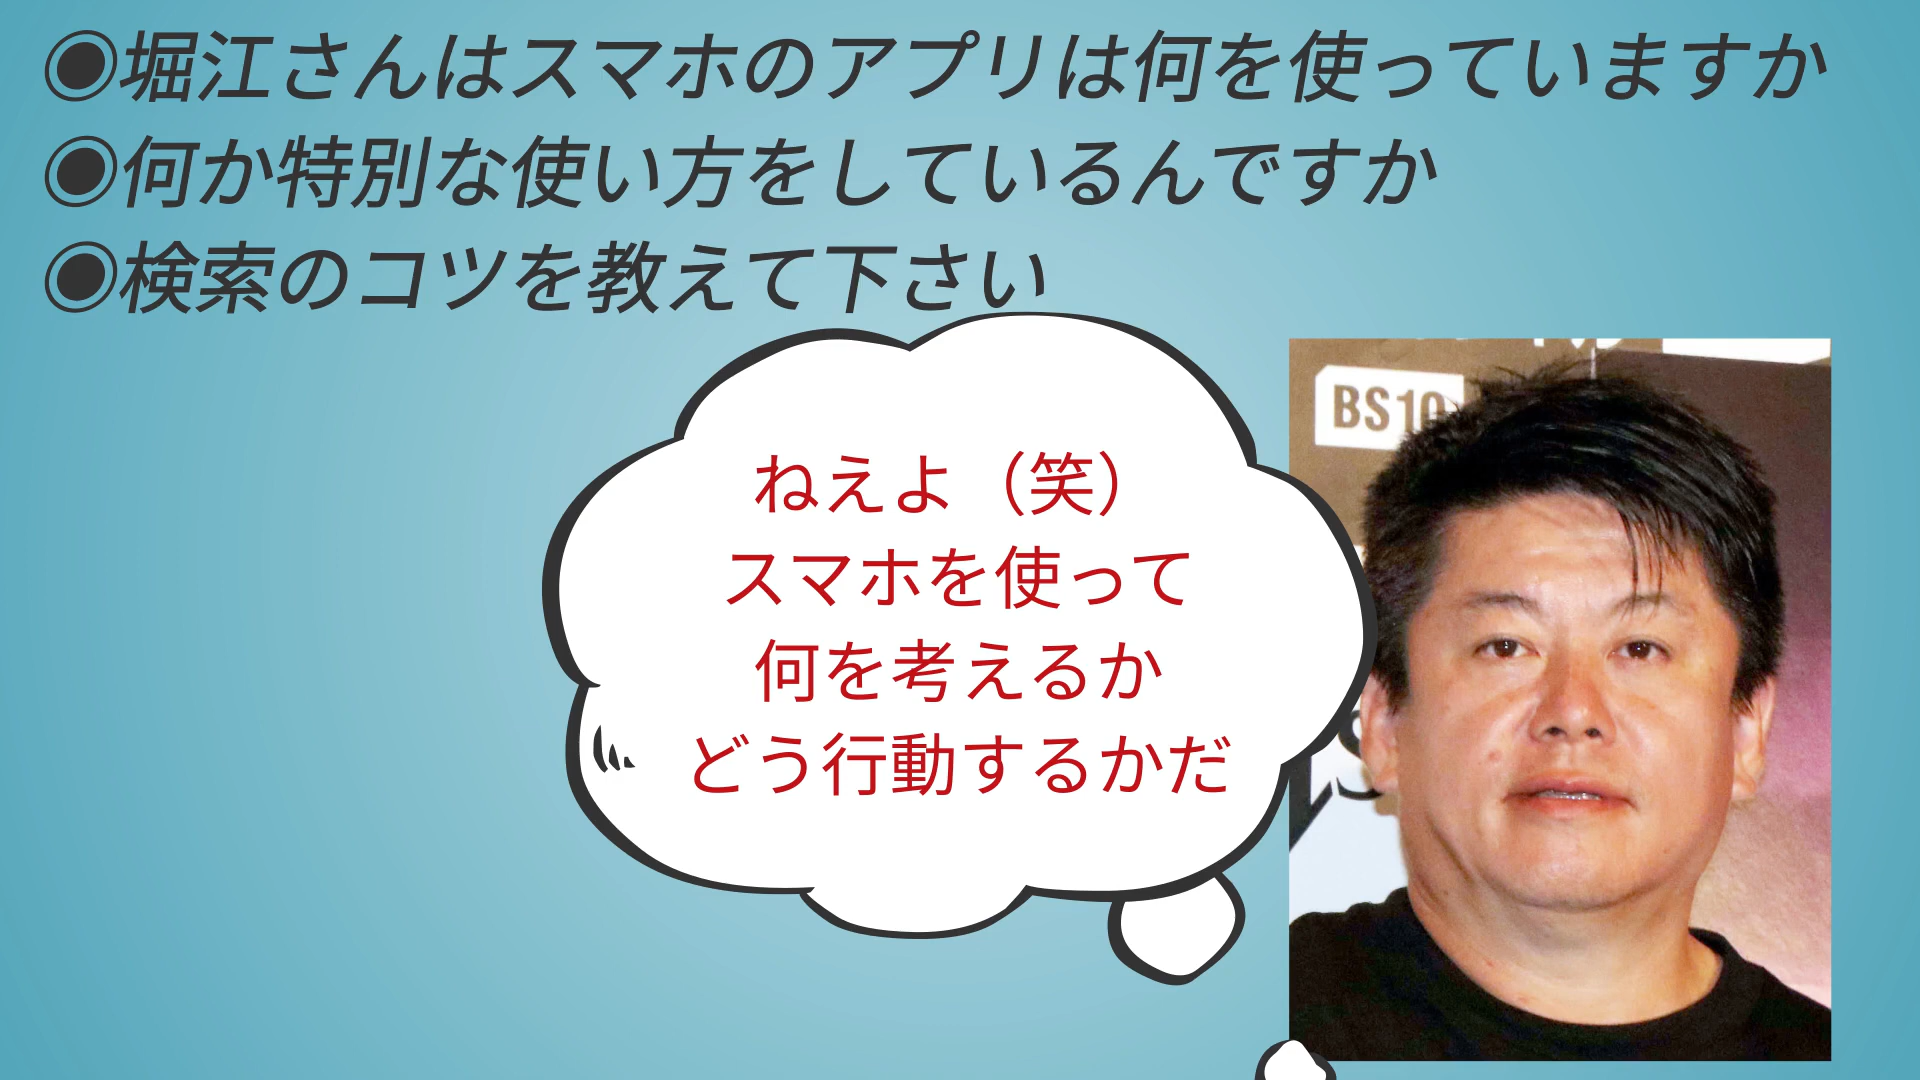 ◉堀江さんはスマホのアプリは何を使っていますか
◉何か特別な使い方をしているんですか
◉検索のコツを教えて下さい
ねえよ（笑）
スマホを使って
何を考えるか
どう行動するかだ
BS10